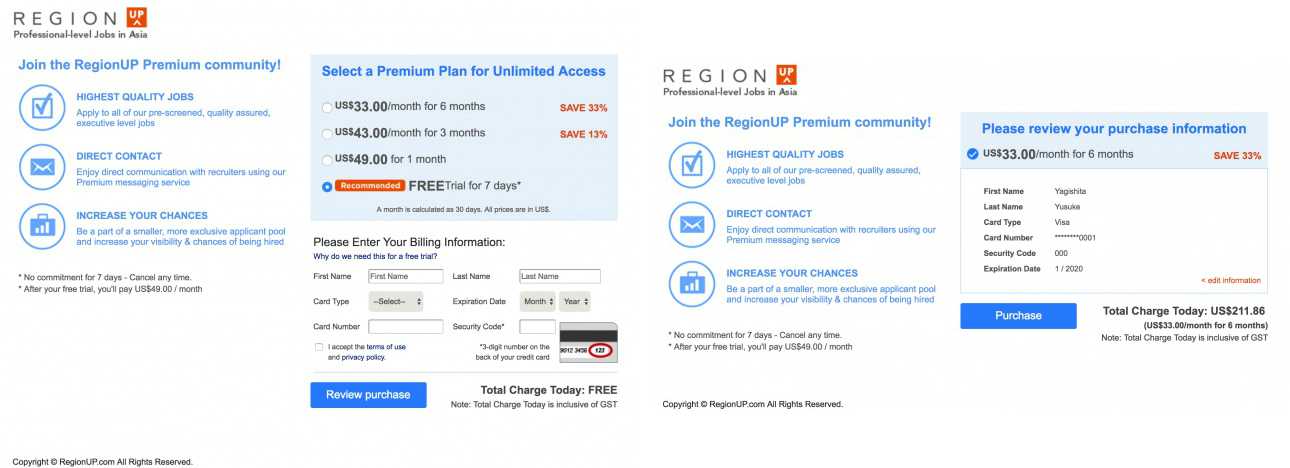 REGION UP
Professional-level Jobs in Asia
Join the RegionUP Premium community!
HIGHEST QUALITY JOBS
Apply to all of our pre-screened, quality assured,
executive level jobs
DIRECT CONTACT
Enjoy direct communication with recruiters using our
Premium messaging service
INCREASE YOUR CHANCES
Be a part of a smaller, more exclusive applicant pool
and increase your visibility & chances of being hired
* No commitment for 7 days - Cancel any time.
* After your free trial, you'll pay US$49.00 / month
Select a Premium Plan for Unlimited Access
US$33.00/month for 6 months SAVE 33%
US$43.00/month for 3 months SAVE 13%
US$49.00 for 1 month
Recommended FREE Trial for 7 days*
A month is calculated as 30 days. All prices are in US$.
Please Enter Your Billing Information:
Why do we need this for a free trial?
First Name First Name Last Name Last Name
Card Type --Select-- Expiration Date Month Year
Card Number Security Code*
I accept the terms of use
and privacy policy.
*3-digit number on the
back of your credit card
9012 3456 123
Review purchase
Total Charge Today: FREE
Note: Total Charge Today is inclusive of GST
Copyright © RegionUP.com All Rights Reserved.
REGION UP
Professional-level Jobs in Asia
Join the RegionUP Premium community!
HIGHEST QUALITY JOBS
Apply to all of our pre-screened, quality assured,
executive level jobs
DIRECT CONTACT
Enjoy direct communication with recruiters using our
Premium messaging service
INCREASE YOUR CHANCES
Be a part of a smaller, more exclusive applicant pool
and increase your visibility & chances of being hired
* No commitment for 7 days - Cancel any time.
* After your free trial, you'll pay US$49.00 / month
Please review your purchase information
US$33.00/month for 6 months SAVE 33%
First Name Yagishita
Last Name Yusuke
Card Type Visa
Card Number ********0001
Security Code 000
Expiration Date 1 / 2020
< edit information
Purchase
Total Charge Today: US$211.86
(US$33.00/month for 6 months)
Note: Total Charge Today is inclusive of GST
Copyright © RegionUP.com All Rights Reserved.